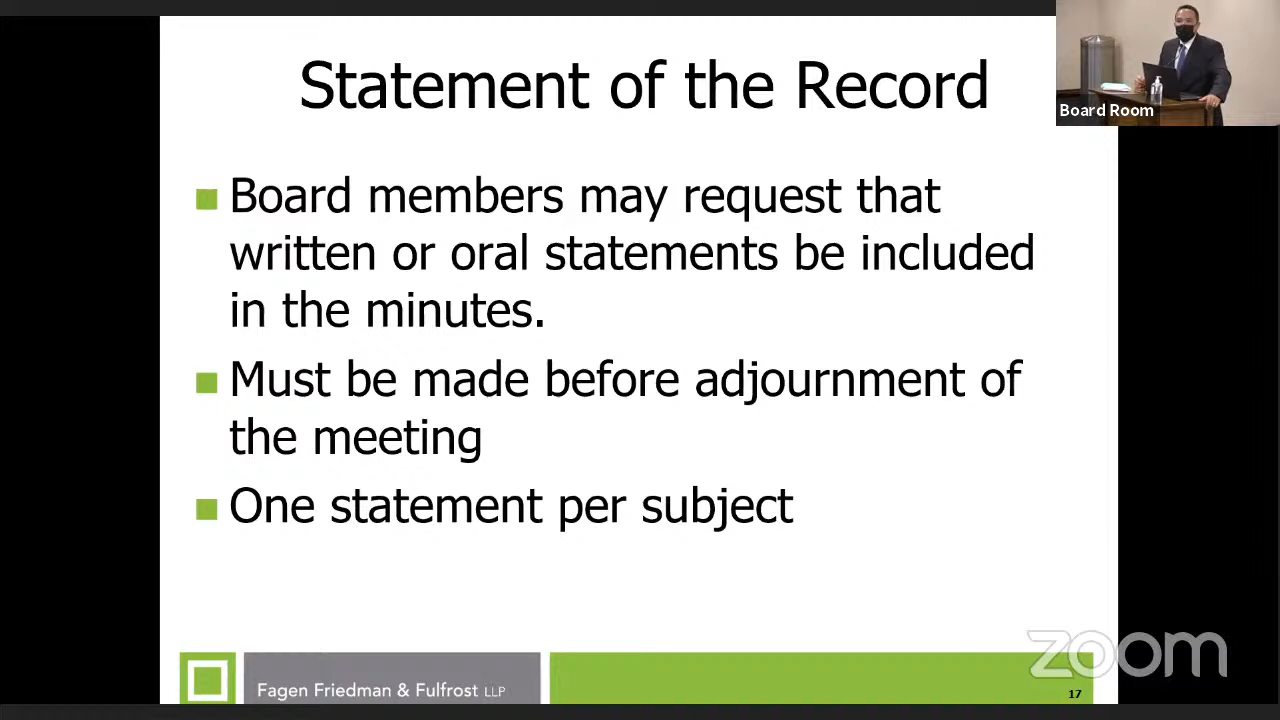 Statement of the Record
Board Room
Board members may request that
written or oral statements be included
in the minutes.
Must be made before adjournment of
the meeting
One statement per subject
zoom
Fagen Friedman & Fulfrost LLP
17